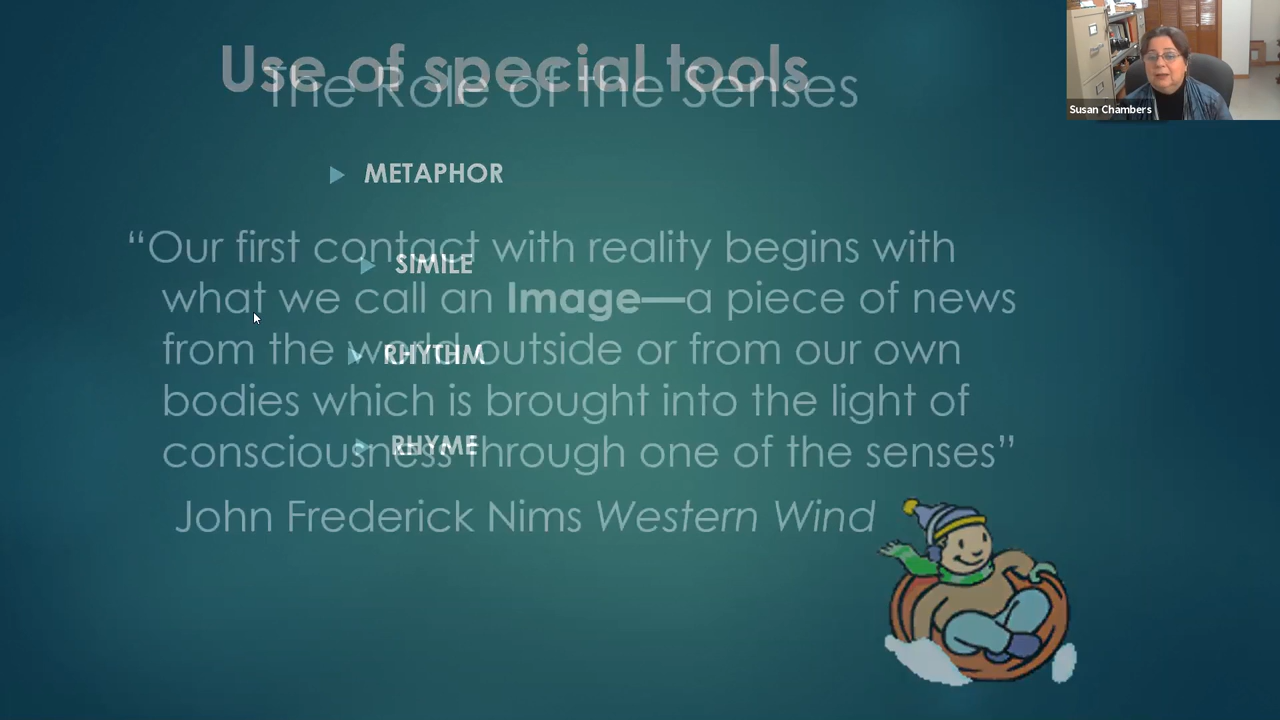 Use of special tools
The Role of the Senses
Susan Chambers
METAPHOR
“Our first contact with reality begins with
SIMILE
what we call an Image—a piece of news
from the world outside or from our own
RHYTHM
bodies which is brought into the light of
RHYME
consciousness through one of the senses”
John Frederick Nims Western Wind